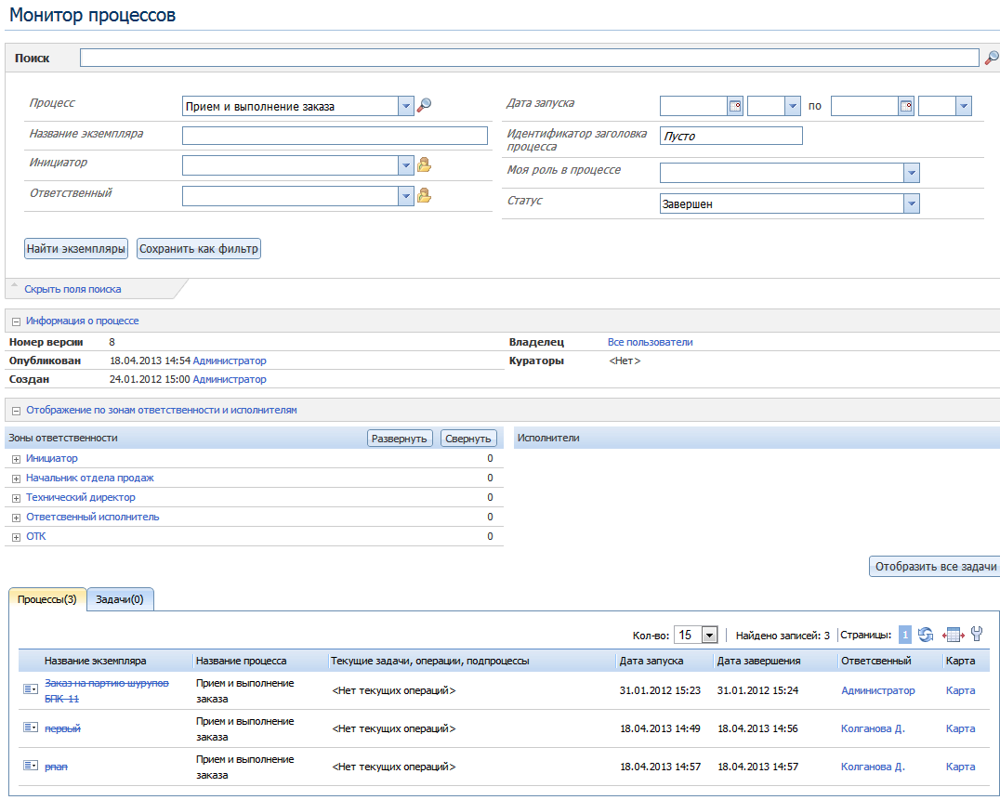 Монитор процессов
Поиск
Процесс
Прием и выполнение заказа
Название экземпляра
Инициатор
Ответственный
Дата запуска
по
Идентификатор заголовка
процесса
Пусто
Моя роль в процессе
Статус
Завершен
Найти экземпляры Сохранить как фильтр
Скрыть поля поиска
Информация о процессе
Номер версии 8 Владелец Все пользователи
Опубликован 18.04.2013 14:54 Администратор Кураторы <Нет>
Создан 24.01.2012 15:00 Администратор
Отображение по зонам ответственности и исполнителям
Зоны ответственности Развернуть Свернуть Исполнители
Инициатор 0
Начальник отдела продаж 0
Технический директор 0
Ответсвенный исполнитель 0
ОТК 0
Отобразить все задачи
Процессы(3) Задачи(0)
Кол-во: 15 Найдено записей: 3 Страницы: 1
Название экземпляра Название процесса Текущие задачи, операции, подпроцессы Дата запуска Дата завершения Ответсвенный Карта
Заказ на партию шурупов
БПК-11
Прием и выполнение
заказа
<Нет текущих операций> 31.01.2012 15:23 31.01.2012 15:24 Администратор Карта
первый
Прием и выполнение
заказа
<Нет текущих операций> 18.04.2013 14:49 18.04.2013 14:56 Колганова Д. Карта
рпап
Прием и выполнение
заказа
<Нет текущих операций> 18.04.2013 14:57 18.04.2013 14:57 Колганова Д. Карта